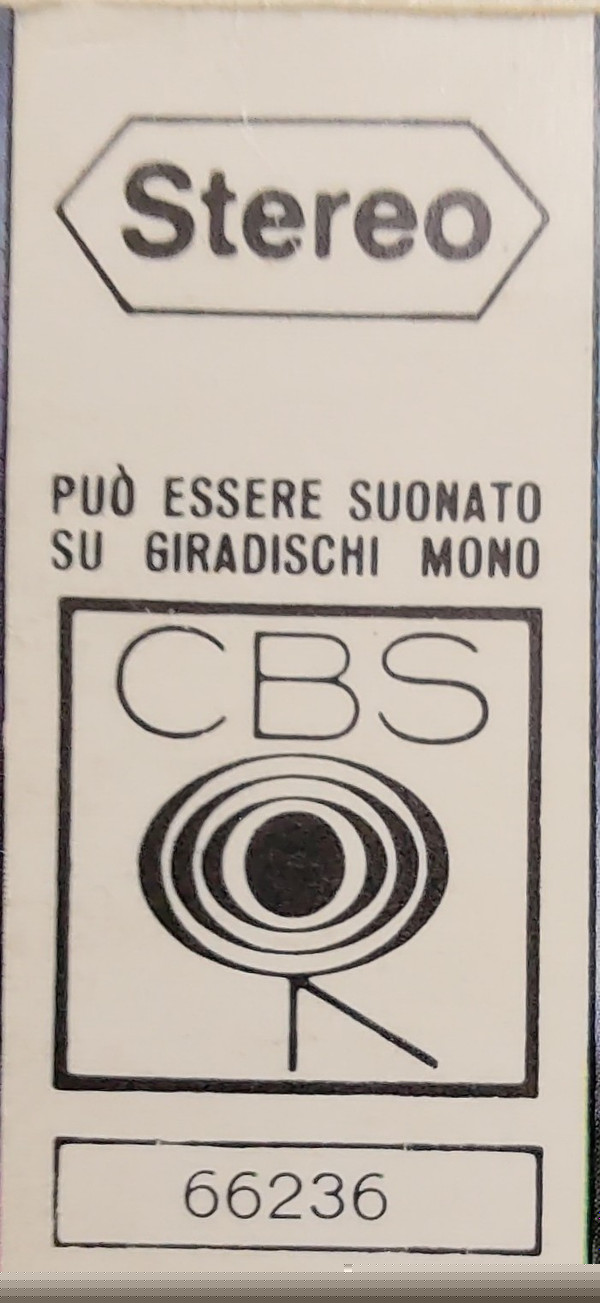 Stereo
PUÒ ESSERE SUONATO
SU GIRADISCHI MONO
CBS
66236